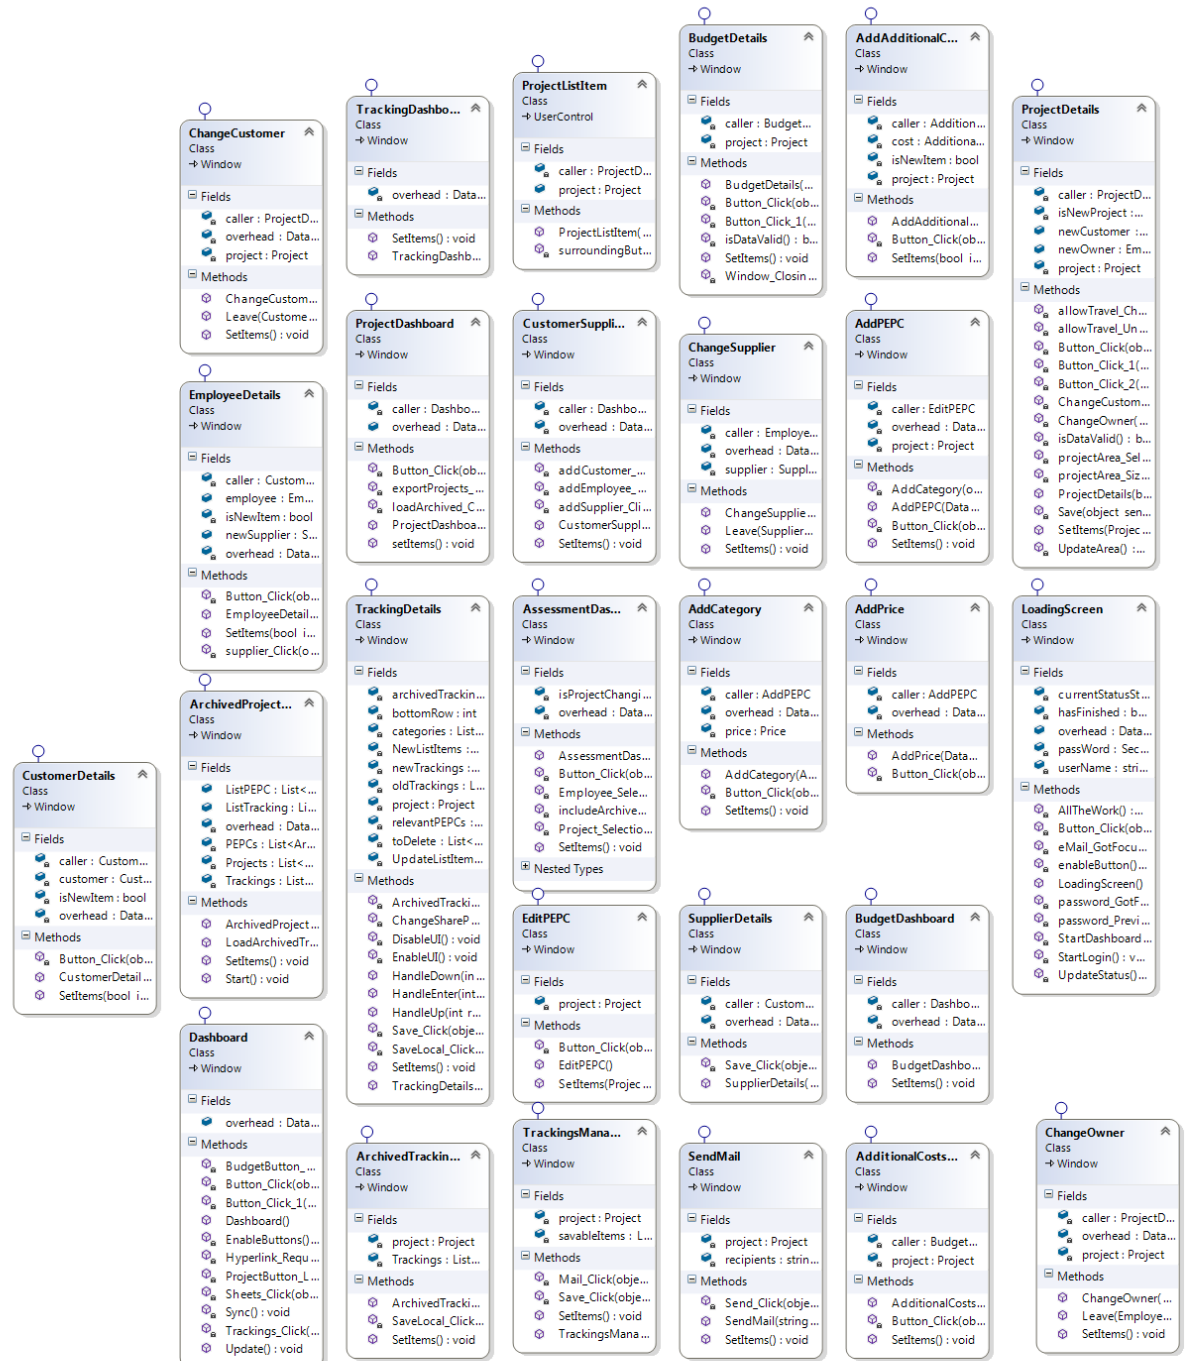 ChangeCustomer
Class
→ Window
Fields
caller : ProjectD...
overhead : Data...
project : Project
Methods
ChangeCustom...
Leave(Custome...
SetItems() : void
EmployeeDetails
Class
→ Window
Fields
caller : Custom...
employee : Em...
isNewItem : bool
newSupplier : S...
overhead : Data...
Methods
Button_Click(ob...
EmployeeDetail...
SetItems(bool i...
supplier_Click(o...
ArchivedProject...
Class
→ Window
Fields
ListPEPC : List<...
ListTracking : Li...
overhead : Data...
PEPCs : List<Ar...
Projects : List<...
Trackings : List...
Methods
ArchivedProject...
LoadArchivedTr...
SetItems() : void
Start() : void
CustomerDetails
Class
→ Window
Fields
caller : Custom...
customer : Cust...
isNewItem : bool
overhead : Data...
Methods
Button_Click(ob...
CustomerDetail...
SetItems(bool i...
Dashboard
Class
→ Window
Fields
overhead : Data...
Methods
BudgetButton_...
Button_Click(ob...
Button_Click_1(...
Dashboard()
EnableButtons()...
Hyperlink_Requ...
ProjectButton_L...
Sheets_Click(ob...
Sync() : void
Trackings_Click(...
Update() : void
TrackingDashbo...
Class
→ Window
Fields
overhead : Data...
Methods
SetItems() : void
TrackingDashb...
ProjectDashboard
Class
→ Window
Fields
caller : Dashbo...
overhead : Data...
Methods
Button_Click(ob...
exportProjects_...
loadArchived_C...
ProjectDashboa...
setItems() : void
TrackingDetails
Class
→ Window
Fields
archivedTrackin...
bottomRow : int
categories : List...
NewListItems :...
newTrackings :...
oldTrackings : L...
project : Project
relevantPEPCs :...
toDelete : List<...
UpdateListItem...
Methods
ArchivedTracki...
ChangeShareP...
DisableUI() : void
EnableUI() : void
HandleDown(in...
HandleEnter(int...
HandleUp(int r...
Save_Click(obje...
SaveLocal_Click...
SetItems() : void
TrackingDetails...
ArchivedTrackin...
Class
→ Window
Fields
project : Project
Trackings : List...
Methods
ArchivedTracki...
SaveLocal_Click...
SetItems() : void
ProjectListItem
Class
→ UserControl
Fields
caller : ProjectD...
project : Project
Methods
ProjectListItem(...
surroundingBut...
CustomerSuppli...
Class
→ Window
Fields
caller : Dashbo...
overhead : Data...
Methods
addCustomer_...
addEmployee_...
addSupplier_Cli...
CustomerSuppl...
SetItems() : void
AssessmentDas...
Class
→ Window
Fields
isProjectChangi...
overhead : Data...
Methods
AssessmentDas...
Button_Click(ob...
Employee_Sele...
includeArchive...
Project_Selectio...
SetItems() : void
Nested Types
EditPEPC
Class
→ Window
Fields
project : Project
Methods
Button_Click(ob...
EditPEPC()
SetItems(Projec...
TrackingsMana...
Class
→ Window
Fields
project : Project
savableItems : L...
Methods
Mail_Click(obje...
Save_Click(obje...
SetItems() : void
TrackingsMana...
BudgetDetails
Class
→ Window
Fields
caller : Budget...
project : Project
Methods
BudgetDetails(...
Button_Click(ob...
Button_Click_1(...
isDataValid() : b...
SetItems() : void
Window_Closin...
ChangeSupplier
Class
→ Window
Fields
caller : Employe...
overhead : Data...
supplier : Suppl...
Methods
ChangeSupplie...
Leave(Supplier...
SetItems() : void
AddCategory
Class
→ Window
Fields
caller : AddPEPC
overhead : Data...
price : Price
Methods
AddCategory(A...
Button_Click(ob...
SetItems() : void
SupplierDetails
Class
→ Window
Fields
caller : Custom...
overhead : Data...
Methods
Save_Click(obje...
SupplierDetails(...
SendMail
Class
→ Window
Fields
project : Project
recipients : strin...
Methods
Send_Click(obje...
SendMail(string...
SetItems() : void
AddAdditionalC...
Class
→ Window
Fields
caller : Addition...
cost : Additiona...
isNewItem : bool
project : Project
Methods
AddAdditional...
Button_Click(ob...
SetItems(bool i...
AddPEPC
Class
→ Window
Fields
caller : EditPEPC
overhead : Data...
project : Project
Methods
AddCategory(o...
AddPEPC(Data...
Button_Click(ob...
SetItems() : void
AddPrice
Class
→ Window
Fields
caller : AddPEPC
overhead : Data...
Methods
AddPrice(Data...
Button_Click(ob...
BudgetDashboard
Class
→ Window
Fields
caller : Dashbo...
overhead : Data...
Methods
BudgetDashbo...
SetItems() : void
AdditionalCosts...
Class
→ Window
Fields
caller : Budget...
project : Project
Methods
AdditionalCosts...
Button_Click(ob...
SetItems() : void
ProjectDetails
Class
→ Window
Fields
caller : ProjectD...
isNewProject :...
newCustomer :...
newOwner : Em...
project : Project
Methods
allowTravel_Ch...
allowTravel_Un...
Button_Click(ob...
Button_Click_1(...
Button_Click_2(...
ChangeCustom...
ChangeOwner(...
isDataValid() : b...
projectArea_Sel...
projectArea_Siz...
ProjectDetails(b...
Save(object sen...
SetItems(Projec...
UpdateArea() :...
LoadingScreen
Class
→ Window
Fields
currentStatusSt...
hasFinished : b...
overhead : Data...
passWord : Sec...
userName : stri...
Methods
AllTheWork() :...
Button_Click(ob...
eMail_GotFocu...
enableButton()...
LoadingScreen()
password_GotF...
password_Previ...
StartDashboard...
StartLogin() : v...
UpdateStatus()...
ChangeOwner
Class
→ Window
Fields
caller : ProjectD...
overhead : Data...
project : Project
Methods
ChangeOwner(...
Leave(Employe...
SetItems() : void